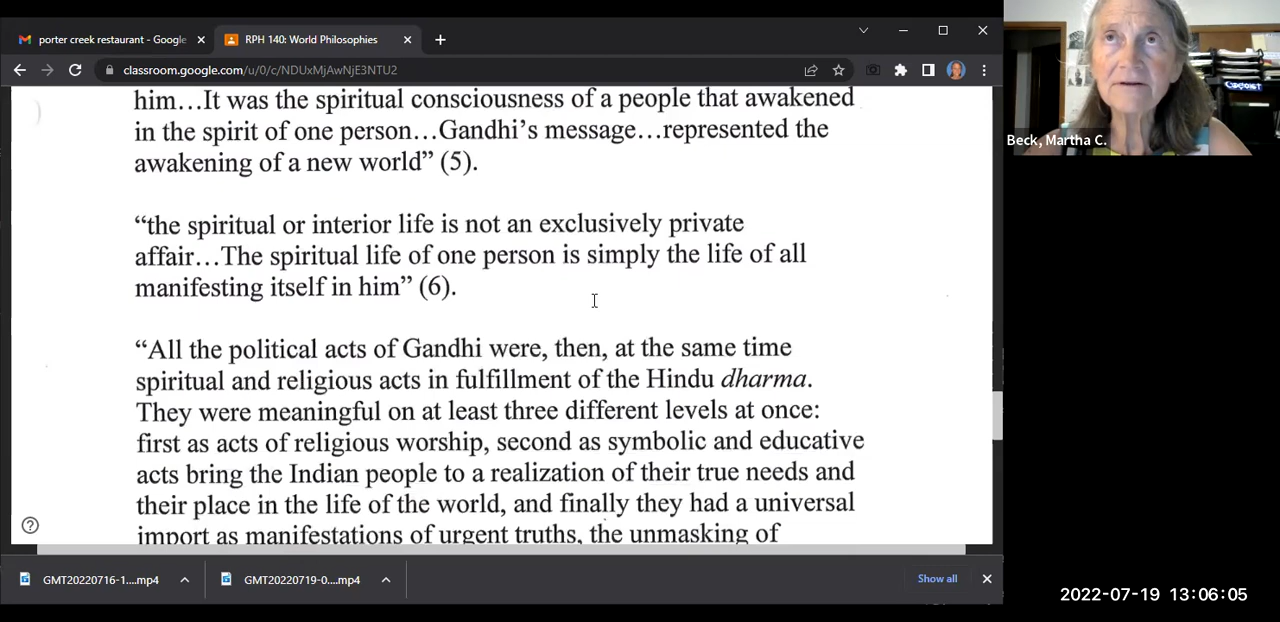 porter creek restaurant - Google
RPH 140: World Philosophies
classroom.google.com/u/0/c/NDUxMjAwNjE3NTU2
him…It was the spiritual consciousness of a people that awakened
in the spirit of one person…Gandhi’s message…represented the
awakening of a new world” (5).
“the spiritual or interior life is not an exclusively private
affair…The spiritual life of one person is simply the life of all
manifesting itself in him” (6).
“All the political acts of Gandhi were, then, at the same time
spiritual and religious acts in fulfillment of the Hindu dharma.
They were meaningful on at least three different levels at once:
first as acts of religious worship, second as symbolic and educative
acts bring the Indian people to a realization of their true needs and
their place in the life of the world, and finally they had a universal
import as manifestations of urgent truths, the unmasking of
GMT20220716-1....mp4
GMT20220719-0....mp4
Show all
Beck, Martha C.
2022-07-19 13:06:05